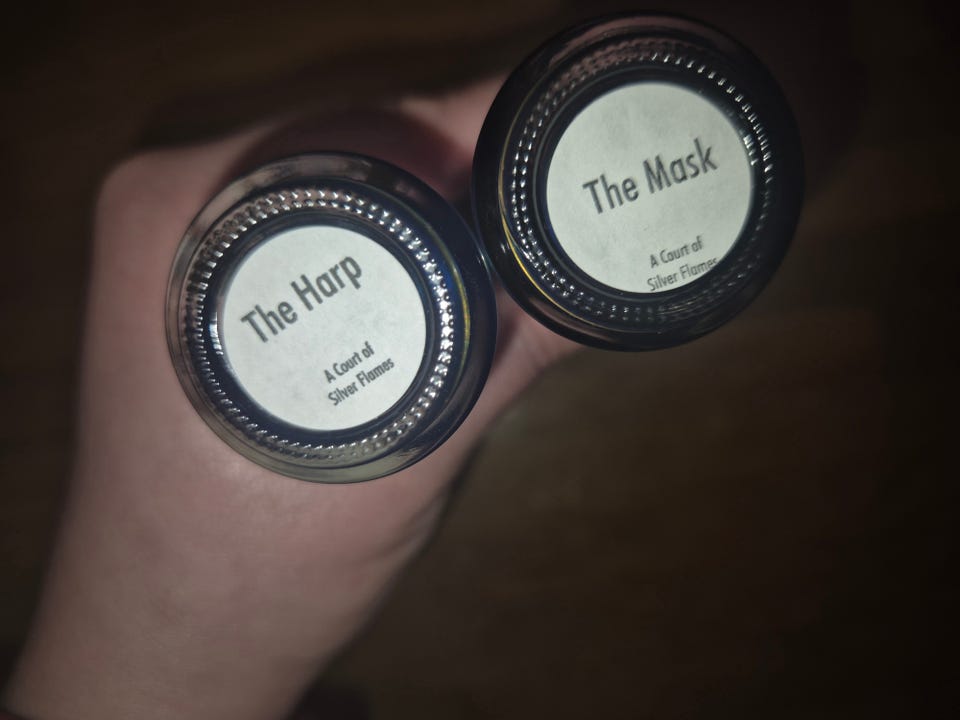 The Harp
A Court of
Silver Flames
The Mask
A Court of
Silver Flames